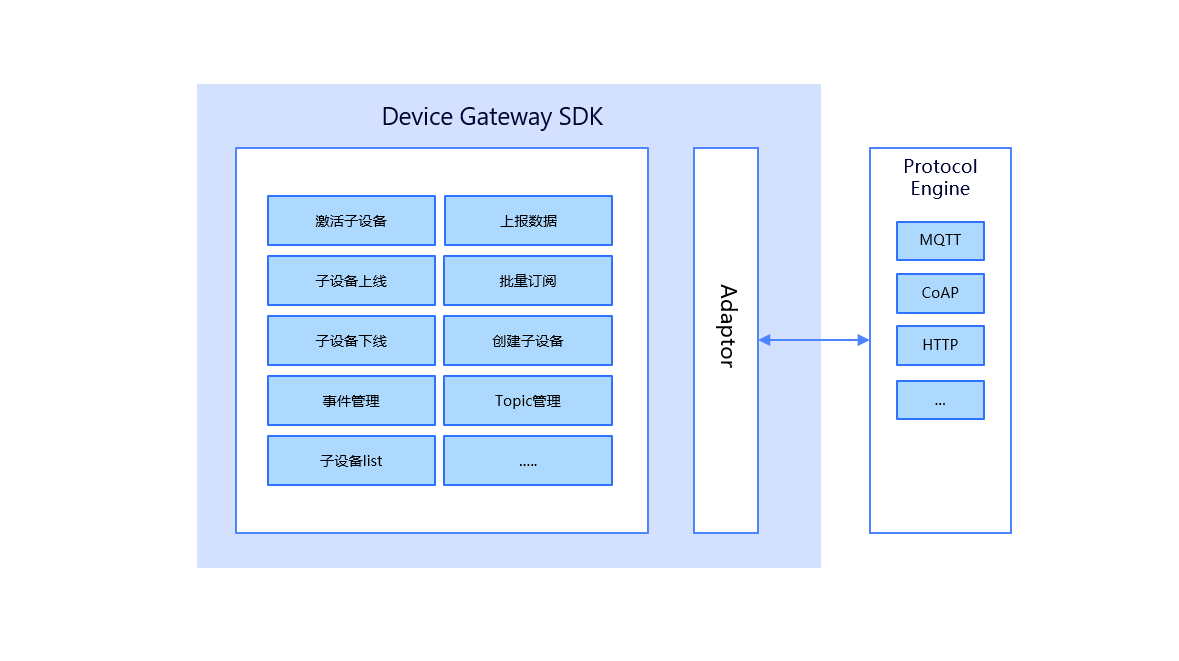 Device Gateway SDK
激活子设备
上报数据
子设备上线
批量订阅
子设备下线
创建子设备
事件管理
Topic管理
子设备list
.....
Adaptor
Protocol
Engine
MQTT
CoAP
HTTP
...